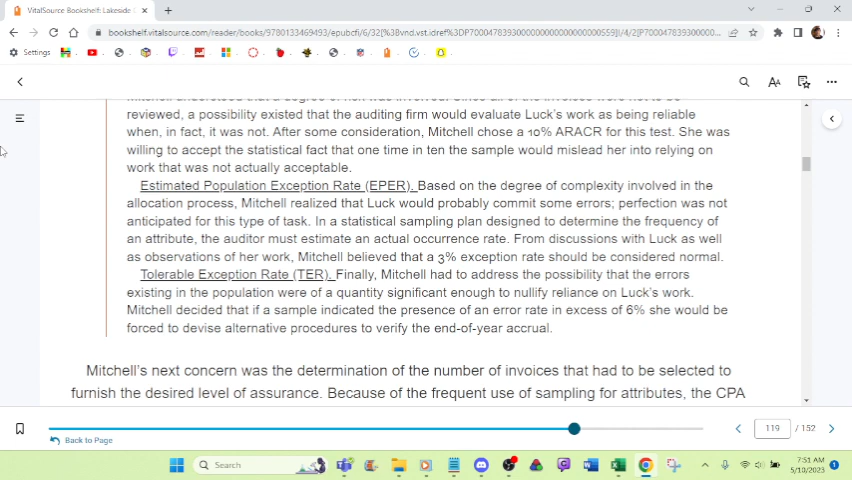 VitalSource Bookshelf: Lakeside
bookshelf.vitalsource.com/reader/books/9780133469493/epubcfi/6/32[%3Bvnd.vst.idref%3DP7000478393000000000000000000559]!/4/2[P700047839300000...
Settings
reviewed, a possibility existed that the auditing firm would evaluate Luck's work as being reliable
when, in fact, it was not. After some consideration, Mitchell chose a 10% ARACR for this test. She was
willing to accept the statistical fact that one time in ten the sample would mislead her into relying on
work that was not actually acceptable.
Estimated Population Exception Rate (EPER). Based on the degree of complexity involved in the
allocation process, Mitchell realized that Luck would probably commit some errors; perfection was not
anticipated for this type of task. In a statistical sampling plan designed to determine the frequency of
an attribute, the auditor must estimate an actual occurrence rate. From discussions with Luck as well
as observations of her work, Mitchell believed that a 3% exception rate should be considered normal.
Tolerable Exception Rate (TER). Finally, Mitchell had to address the possibility that the errors
existing in the population were of a quantity significant enough to nullify reliance on Luck's work.
Mitchell decided that if a sample indicated the presence of an error rate in excess of 6% she would be
forced to devise alternative procedures to verify the end-of-year accrual.
Mitchell's next concern was the determination of the number of invoices that had to be selected to
furnish the desired level of assurance. Because of the frequent use of sampling for attributes, the CPA
Back to Page
119 / 152
Search
7:51 AM
5/10/2023